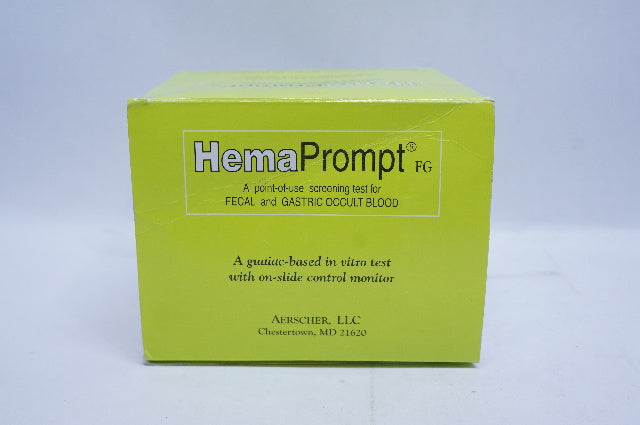 HemaPrompt® FG
A point-of-use screening test for
FECAL and GASTRIC OCCULT BLOOD
A guaiac-based in vitro test
with on-slide control monitor
AERSCHER, LLC
Chestertown, MD 21620